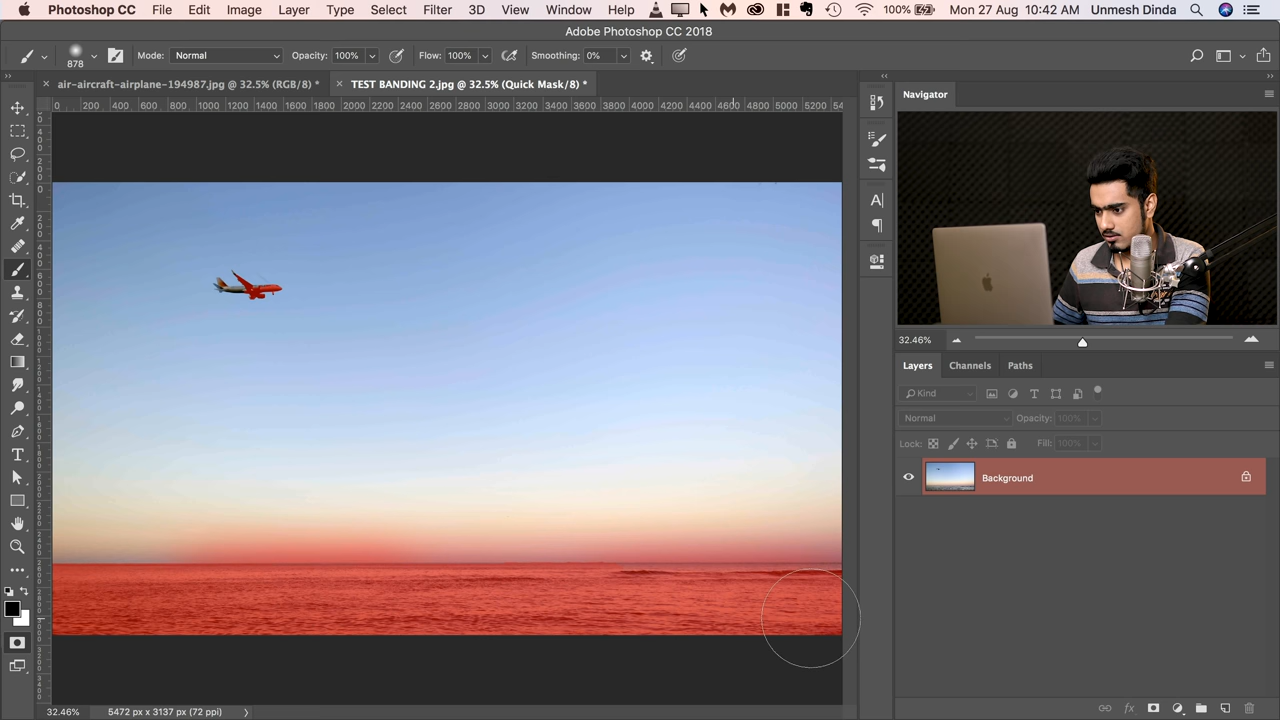 Photoshop CC File Edit Image Layer Type Select Filter 3D View Window Help 100% Mon 27 Aug 10:42 AM Unmesh Dinda
Adobe Photoshop CC 2018
878 Mode: Normal Opacity: 100% Flow: 100% Smoothing: 0%
air-aircraft-airplane-194987.jpg @ 32.5% (RGB/8) * TEST BANDING 2.jpg @ 32.5% (Quick Mask/8) *
0 200 400 600 800 1000 1200 1400 1600 1800 2000 2200 2400 2600 2800 3000 3200 3400 3600 3800 4000 4200 4400 4600 4800 5000 5200 54
Navigator
32.46%
Layers Channels Paths
Kind
Normal Opacity: 100%
Lock: Fill: 100%
Background
32.46% 5472 px x 3137 px (72 ppi)